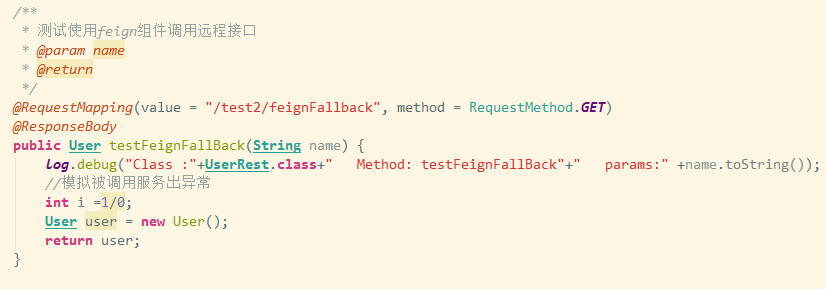 /**
 * 测试使用feign组件调用远程接口
 * @param name
 * @return
 */
@RequestMapping(value = "/test2/feignFallback", method = RequestMethod.GET)
@ResponseBody
public User testFeignFallBack(String name) {
    log.debug("Class :"+UserRest.class+"   Method: testFeignFallBack"+"   params:" +name.toString());
    //模拟被调用服务出异常
    int i =1/0;
    User user = new User();
    return user;
}